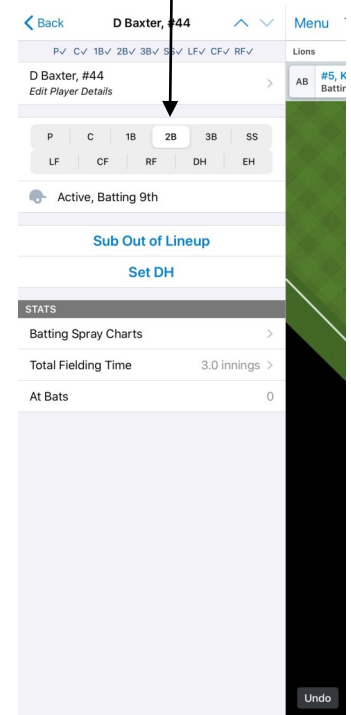 Back D Baxter, #44
P✓ C✓ 1B✓ 2B✓ 3B✓ SS✓ LF✓ CF✓ RF✓
D Baxter, #44
Edit Player Details
P C 1B 2B 3B SS
LF CF RF DH EH
Active, Batting 9th
Sub Out of Lineup
Set DH
STATS
Batting Spray Charts
Total Fielding Time 3.0 innings
At Bats 0
Menu
Lions
AB #5, K
Undo